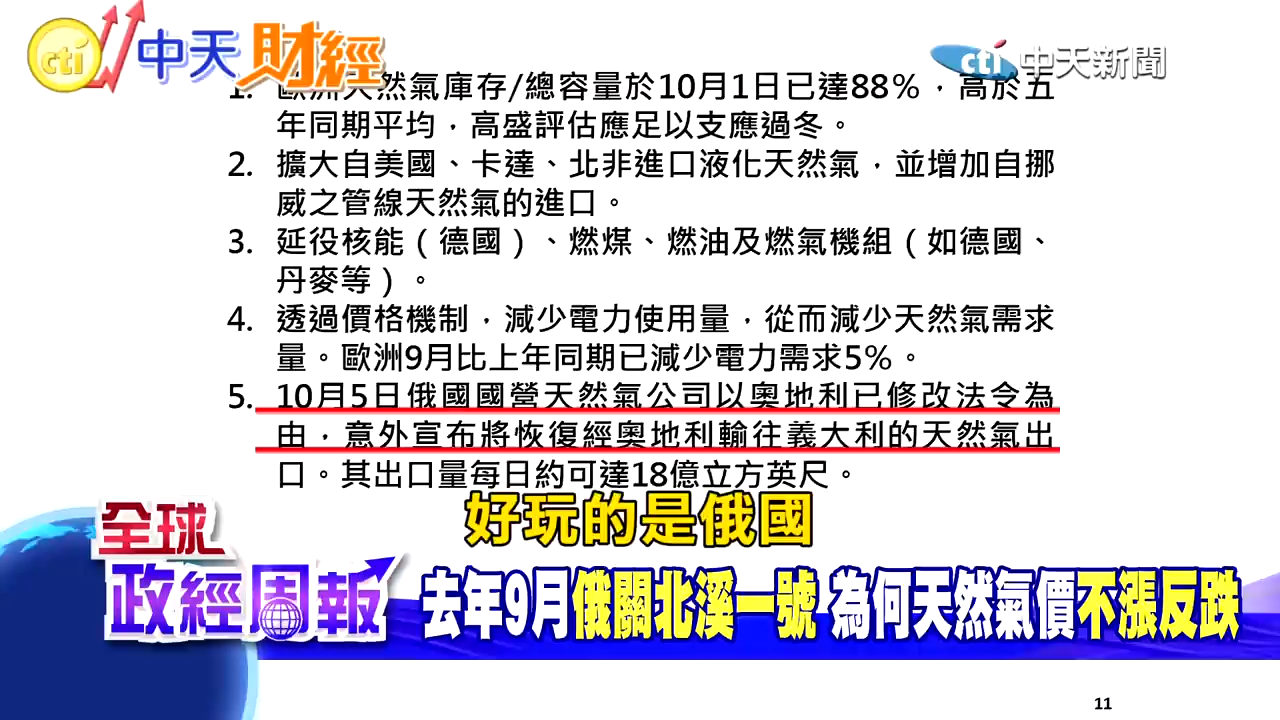 cti 中天財經
cti 中天新聞
1. 歐洲天然氣庫存/總容量於10月1日已達88%，高於五
年同期平均，高盛評估應足以支應過冬。
2. 擴大自美國、卡達、北非進口液化天然氣，並增加自挪
威之管線天然氣的進口。
3. 延役核能（德國）、燃煤、燃油及燃氣機組（如德國、
丹麥等）。
4. 透過價格機制，減少電力使用量，從而減少天然氣需求
量。歐洲9月比上年同期已減少電力需求5%。
5. 10月5日俄國國營天然氣公司以奧地利已修改法令為
由，意外宣布將恢復經奧地利輸往義大利的天然氣出
口。其出口量每日約可達18億立方英尺。
好玩的是俄國
全球
政經周報
去年9月俄關北溪一號 為何天然氣價不漲反跌
11